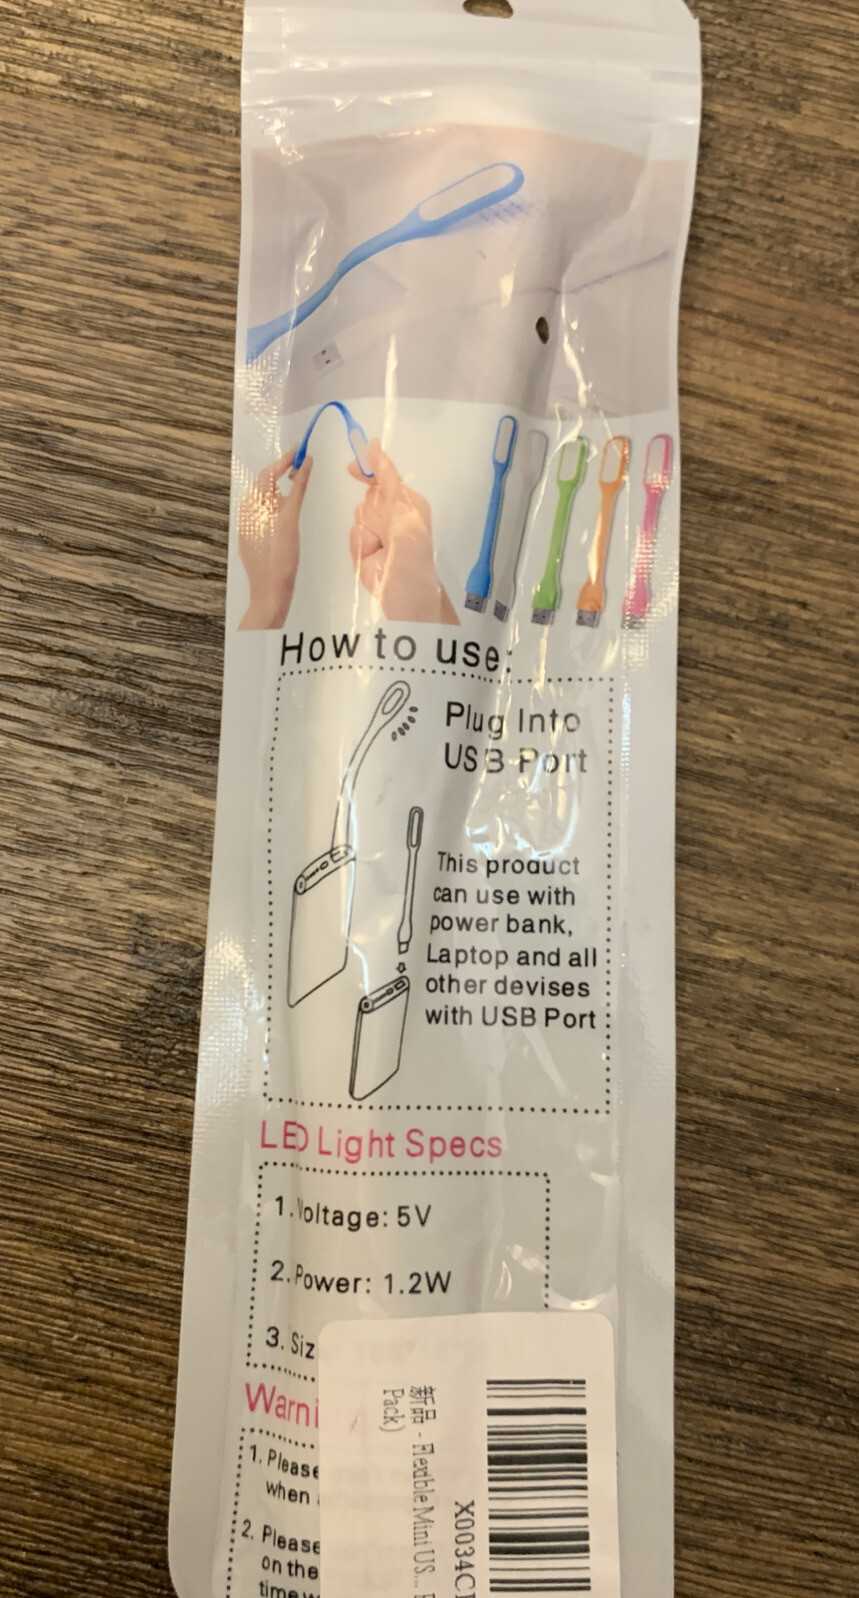 How to use:
Plug Into
USB Port
This product
can use with
power bank,
Laptop and all
other devises
with USB Port
LED Light Specs
1. Voltage: 5V
2. Power: 1.2W
3. Siz
Warni
1. Please
when
2. Please
on the
time w
新品 - Flexible Mini US...
Pack)
X0034CI